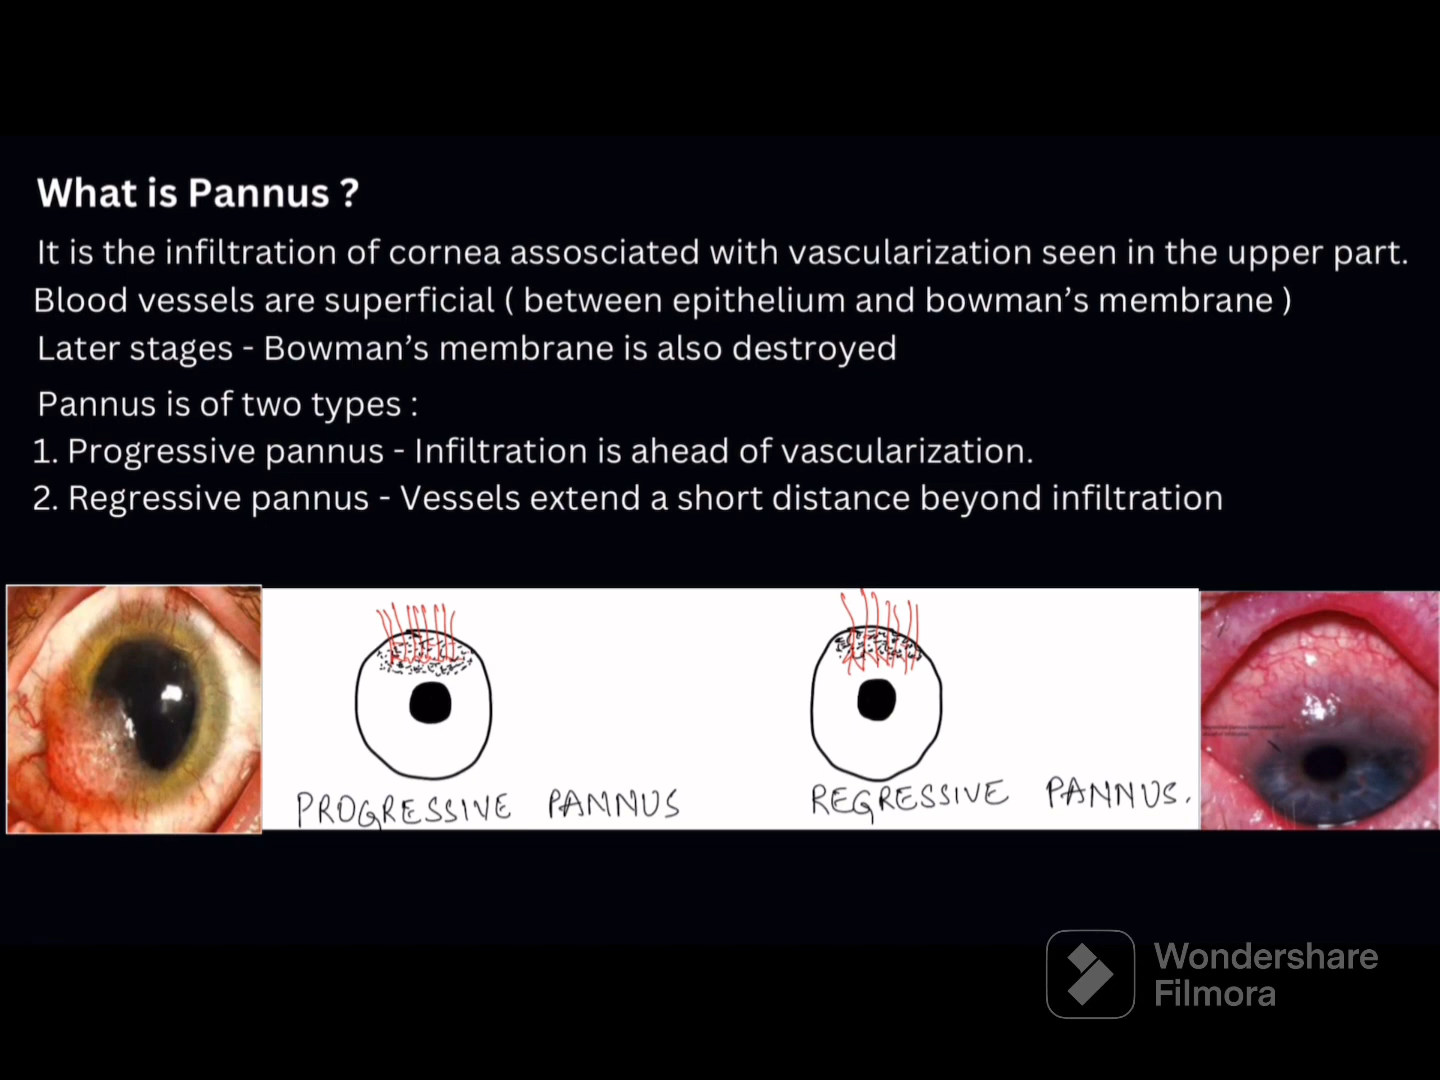 What is Pannus ?
It is the infiltration of cornea assosciated with vascularization seen in the upper part.
Blood vessels are superficial ( between epithelium and bowman’s membrane )
Later stages - Bowman’s membrane is also destroyed
Pannus is of two types :
1. Progressive pannus - Infiltration is ahead of vascularization.
2. Regressive pannus - Vessels extend a short distance beyond infiltration
PROGRESSIVE PANNUS
REGRESSIVE PANNUS.
Wondershare
Filmora